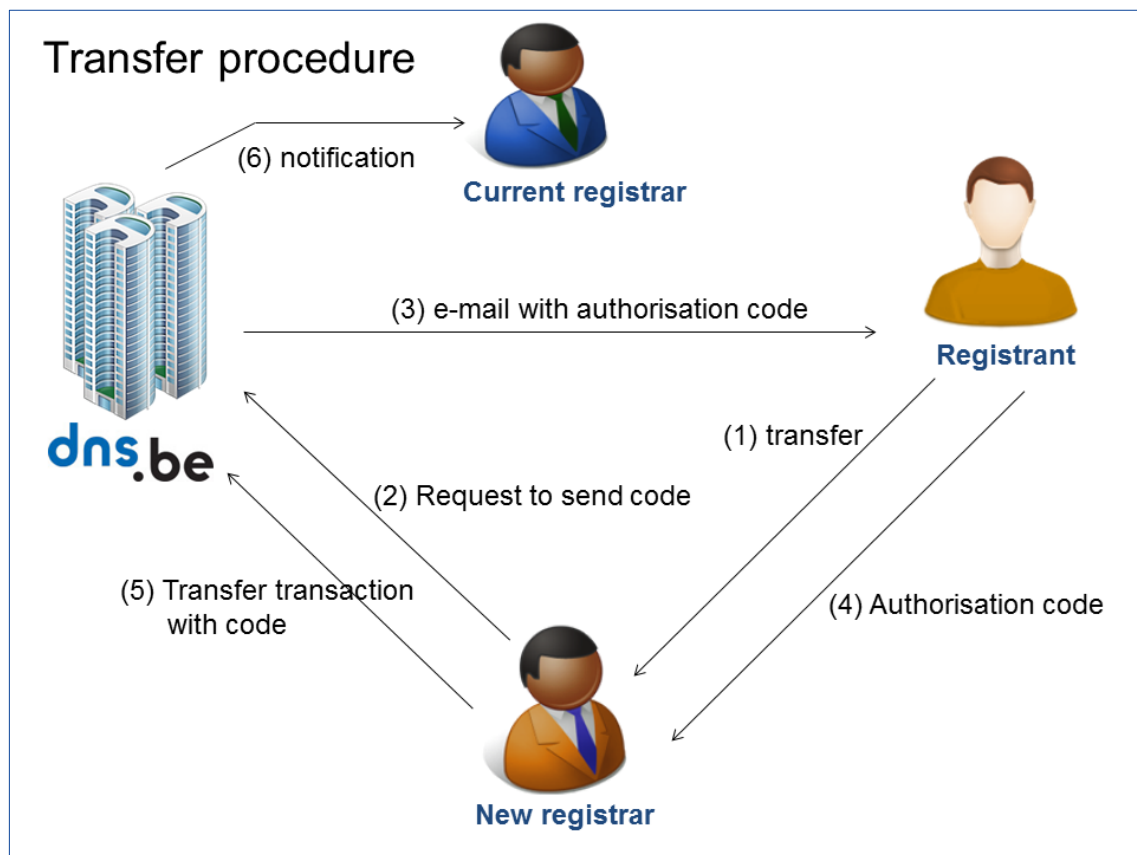 Transfer procedure
(6) notification
Current registrar
(3) e-mail with authorisation code
Registrant
dns.be
(1) transfer
(2) Request to send code
(5) Transfer transaction
with code
(4) Authorisation code
New registrar